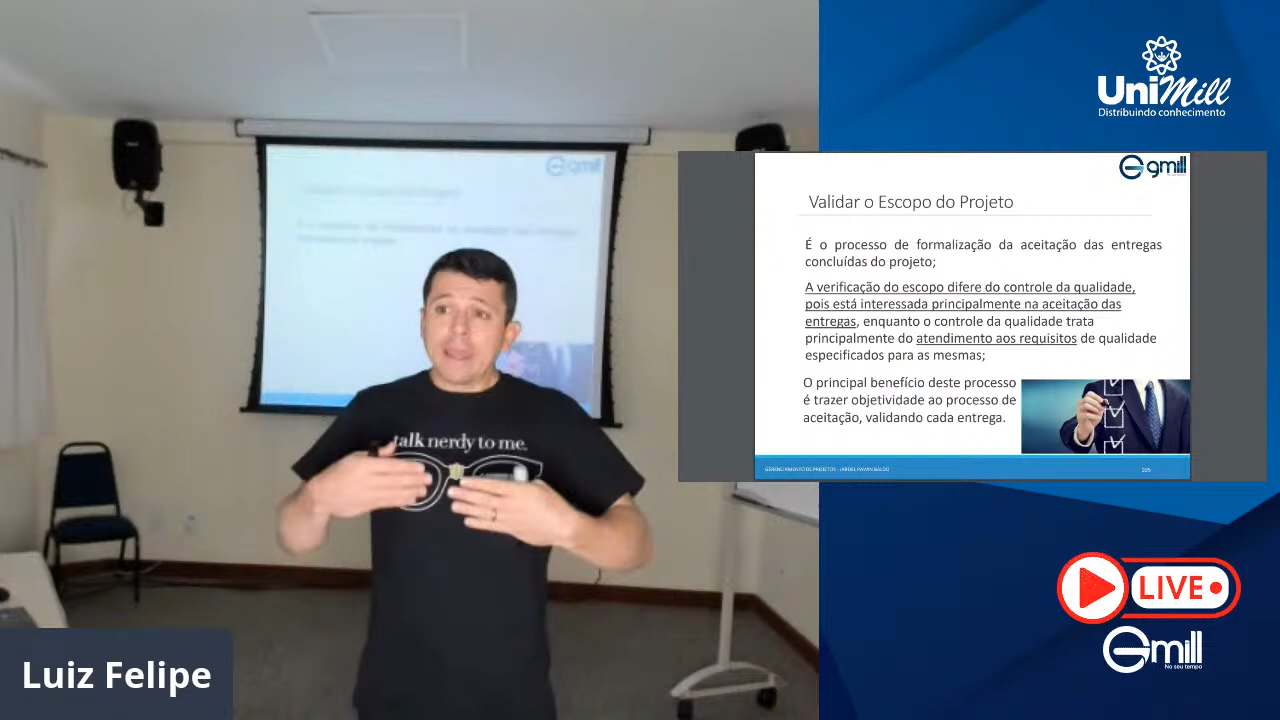 UniMill
Distribuindo conhecimento
gmill
gmill
Validar o Escopo do Projeto
É o processo de formalização da aceitação das entregas
concluídas do projeto;
A verificação do escopo difere do controle da qualidade,
pois está interessada principalmente na aceitação das
entregas, enquanto o controle da qualidade trata
principalmente do atendimento aos requisitos de qualidade
especificados para as mesmas;
O principal benefício deste processo
é trazer objetividade ao processo de
aceitação, validando cada entrega.
talk nerdy to me.
LIVE
Gmill
No seu tempo
Luiz Felipe